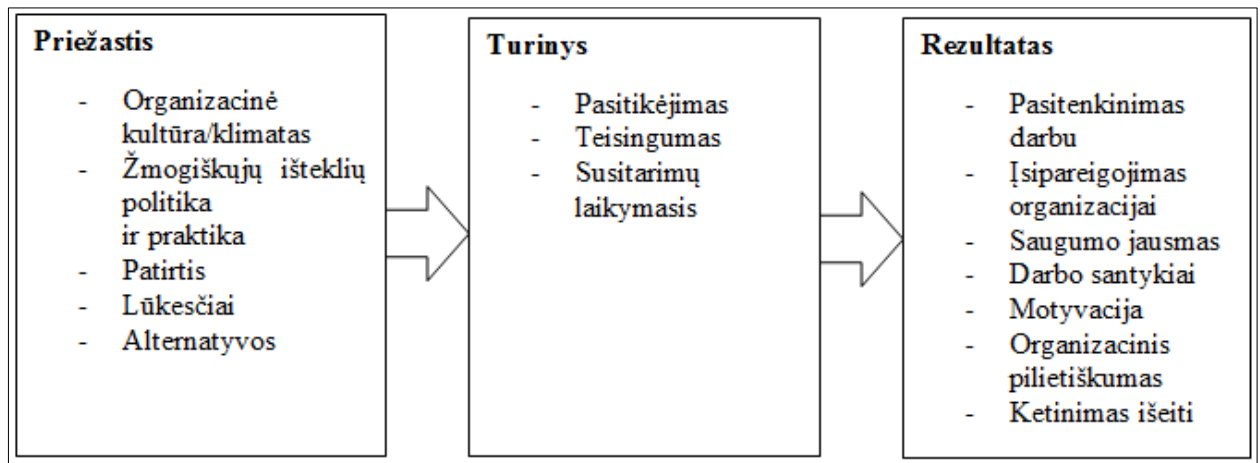 Priežastis
- Organizacinė
kultūra/klimatas
- Žmogiškųjų išteklių
politika
ir praktika
- Patirtis
- Lūkesčiai
- Alternatyvos
Turinys
- Pasitikėjimas
- Teisingumas
- Susitarimų
laikymasis
Rezultatas
- Pasitenkinimas
darbu
- Įsipareigojimas
organizacijai
- Saugumo jausmas
- Darbo santykiai
- Motyvacija
- Organizacinis
pilietiškumas
- Ketinimas išeiti